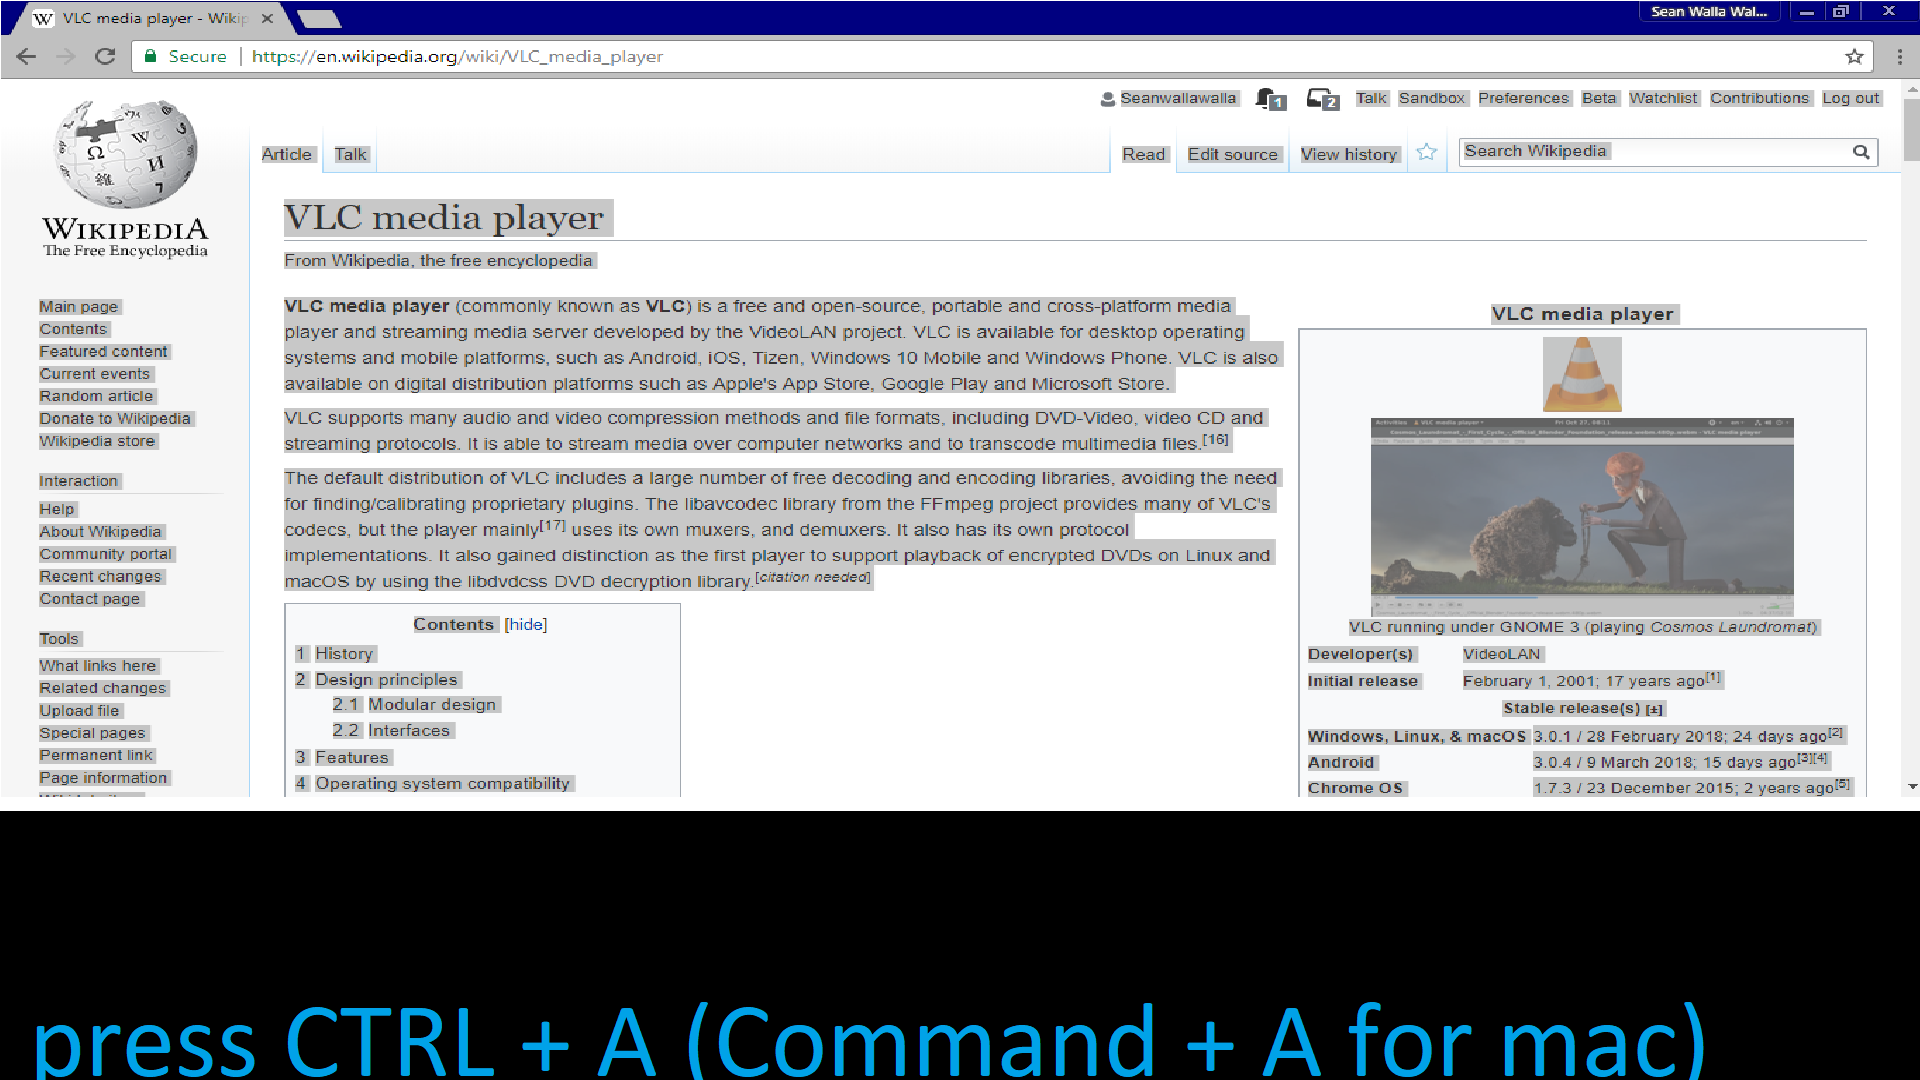 VLC media player - Wikip
Sean Walla Wal...
Secure
https://en.wikipedia.org/wiki/VLC_media_player
Seanwallawalla
1
2
Talk
Sandbox
Preferences
Beta
Watchlist
Contributions
Log out
Article
Talk
Read
Edit source
View history
Search Wikipedia
WIKIPEDIA
The Free Encyclopedia
Main page
Contents
Featured content
Current events
Random article
Donate to Wikipedia
Wikipedia store
Interaction
Help
About Wikipedia
Community portal
Recent changes
Contact page
Tools
What links here
Related changes
Upload file
Special pages
Permanent link
Page information
VLC media player
From Wikipedia, the free encyclopedia
VLC media player (commonly known as VLC) is a free and open-source, portable and cross-platform media
player and streaming media server developed by the VideoLAN project. VLC is available for desktop operating
systems and mobile platforms, such as Android, iOS, Tizen, Windows 10 Mobile and Windows Phone. VLC is also
available on digital distribution platforms such as Apple's App Store, Google Play and Microsoft Store.
VLC supports many audio and video compression methods and file formats, including DVD-Video, video CD and
streaming protocols. It is able to stream media over computer networks and to transcode multimedia files.[16]
The default distribution of VLC includes a large number of free decoding and encoding libraries, avoiding the need
for finding/calibrating proprietary plugins. The libavcodec library from the FFmpeg project provides many of VLC's
codecs, but the player mainly[17] uses its own muxers, and demuxers. It also has its own protocol
implementations. It also gained distinction as the first player to support playback of encrypted DVDs on Linux and
macOS by using the libdvdcss DVD decryption library.[citation needed]
Contents [hide]
1 History
2 Design principles
2.1 Modular design
2.2 Interfaces
3 Features
4 Operating system compatibility
VLC media player
VLC running under GNOME 3 (playing Cosmos Laundromat)
Developer(s) VideoLAN
Initial release February 1, 2001; 17 years ago[1]
Stable release(s) [±]
Windows, Linux, & macOS 3.0.1 / 28 February 2018; 24 days ago[2]
Android 3.0.4 / 9 March 2018; 15 days ago[3][4]
Chrome OS 1.7.3 / 23 December 2015; 2 years ago[5]
press CTRL + A (Command + A for mac)